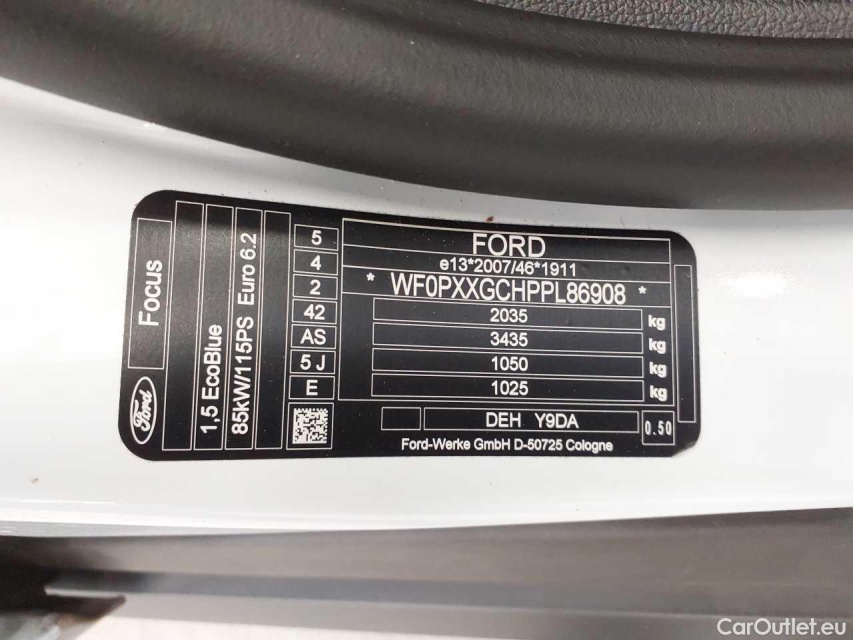 Focus
Ford
1,5 EcoBlue
85kW/115PS Euro 6.2
5
4
2
42
AS
5 J
E
FORD
e13*2007/46*1911
* WF0PXXGCHPPL86908 *
2035 kg
3435 kg
1050 kg
1025 kg
DEH Y9DA
0.50
Ford-Werke GmbH D-50725 Cologne
CarOutlet.eu